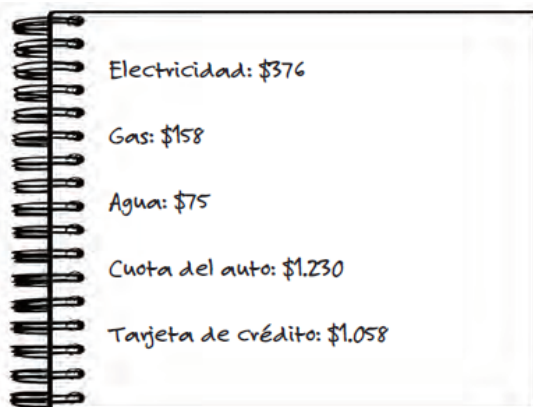 Electricidad: $376
Gas: $158
Agua: $75
Cuota del auto: $1.230
Tarjeta de crédito: $1.058